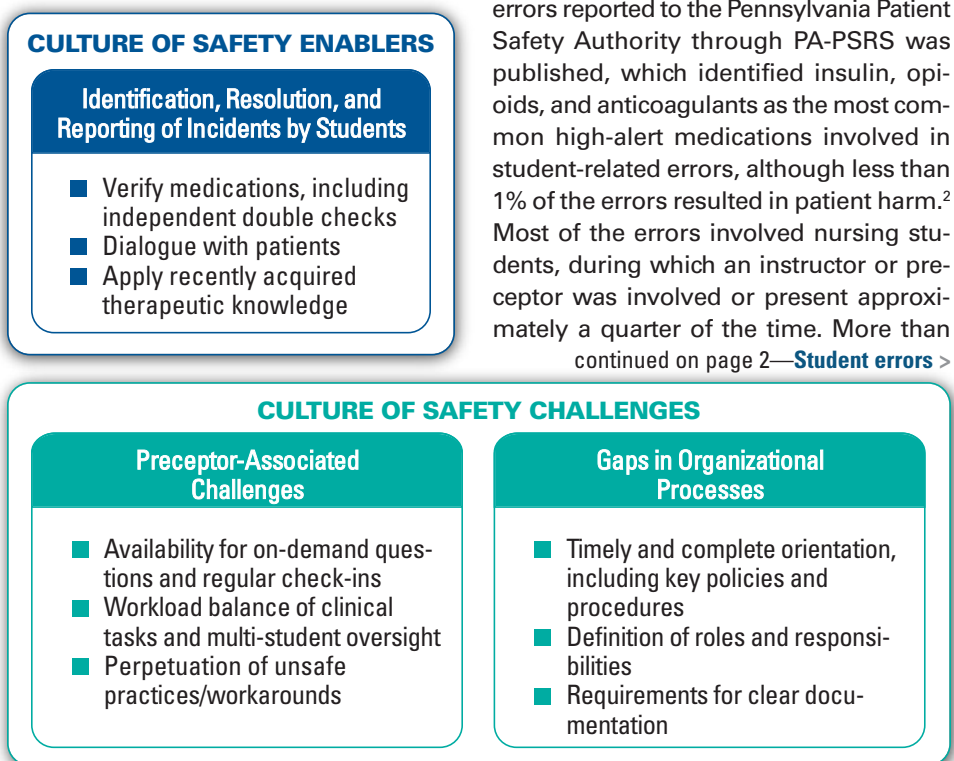 CULTURE OF SAFETY ENABLERS
Identification, Resolution, and
Reporting of Incidents by Students
Verify medications, including
independent double checks
Dialogue with patients
Apply recently acquired
therapeutic knowledge
errors reported to the Pennsylvania Patient
Safety Authority through PA-PSRS was
published, which identified insulin, opi-
oids, and anticoagulants as the most com-
mon high-alert medications involved in
student-related errors, although less than
1% of the errors resulted in patient harm.²
Most of the errors involved nursing stu-
dents, during which an instructor or pre-
ceptor was involved or present approxi-
mately a quarter of the time. More than
continued on page 2—Student errors >
CULTURE OF SAFETY CHALLENGES
Preceptor-Associated
Challenges
Availability for on-demand ques-
tions and regular check-ins
Workload balance of clinical
tasks and multi-student oversight
Perpetuation of unsafe
practices/workarounds
Gaps in Organizational
Processes
Timely and complete orientation,
including key policies and
procedures
Definition of roles and responsi-
bilities
Requirements for clear docu-
mentation